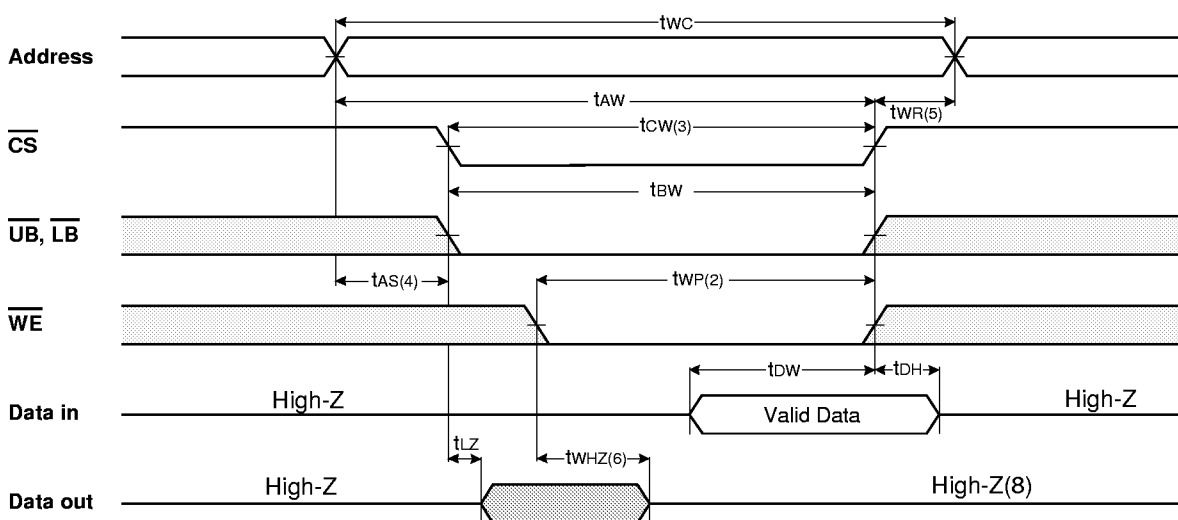 tWC
Address
tAW
tWR(5)
CS
tCW(3)
tBW
UB, LB
tAS(4)
tWP(2)
WE
tDW
tDH
Data in
High-Z
Valid Data
High-Z
tLZ
tWHZ(6)
Data out
High-Z
High-Z(8)